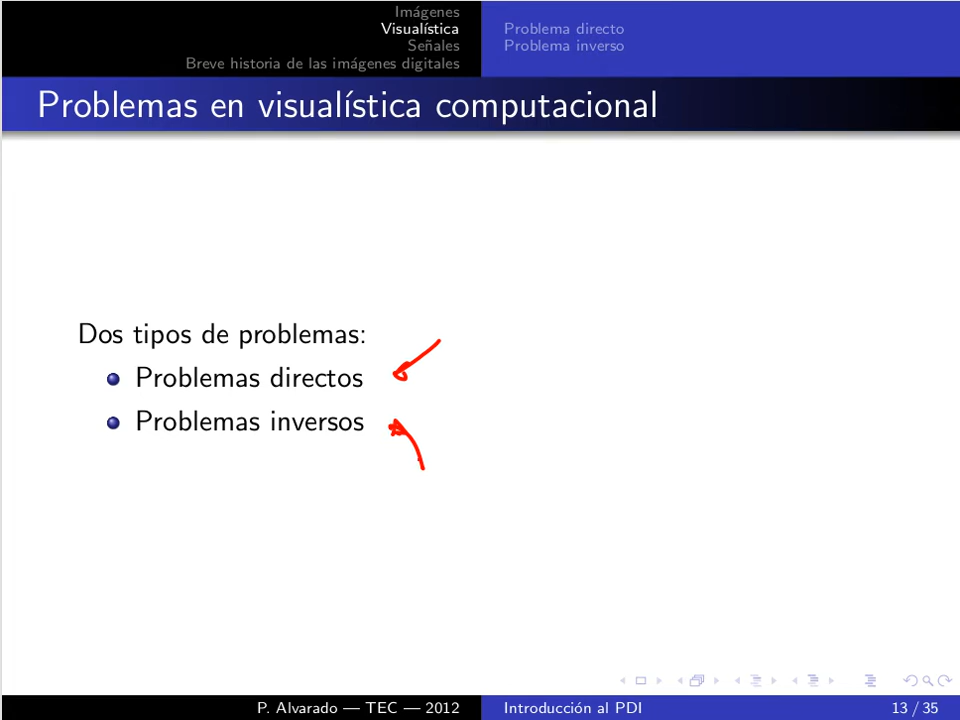 Imágenes
Visualística
Señales
Breve historia de las imágenes digitales
Problema directo
Problema inverso
Problemas en visualística computacional
Dos tipos de problemas:
Problemas directos
Problemas inversos
P. Alvarado — TEC — 2012
Introducción al PDI
13 / 35